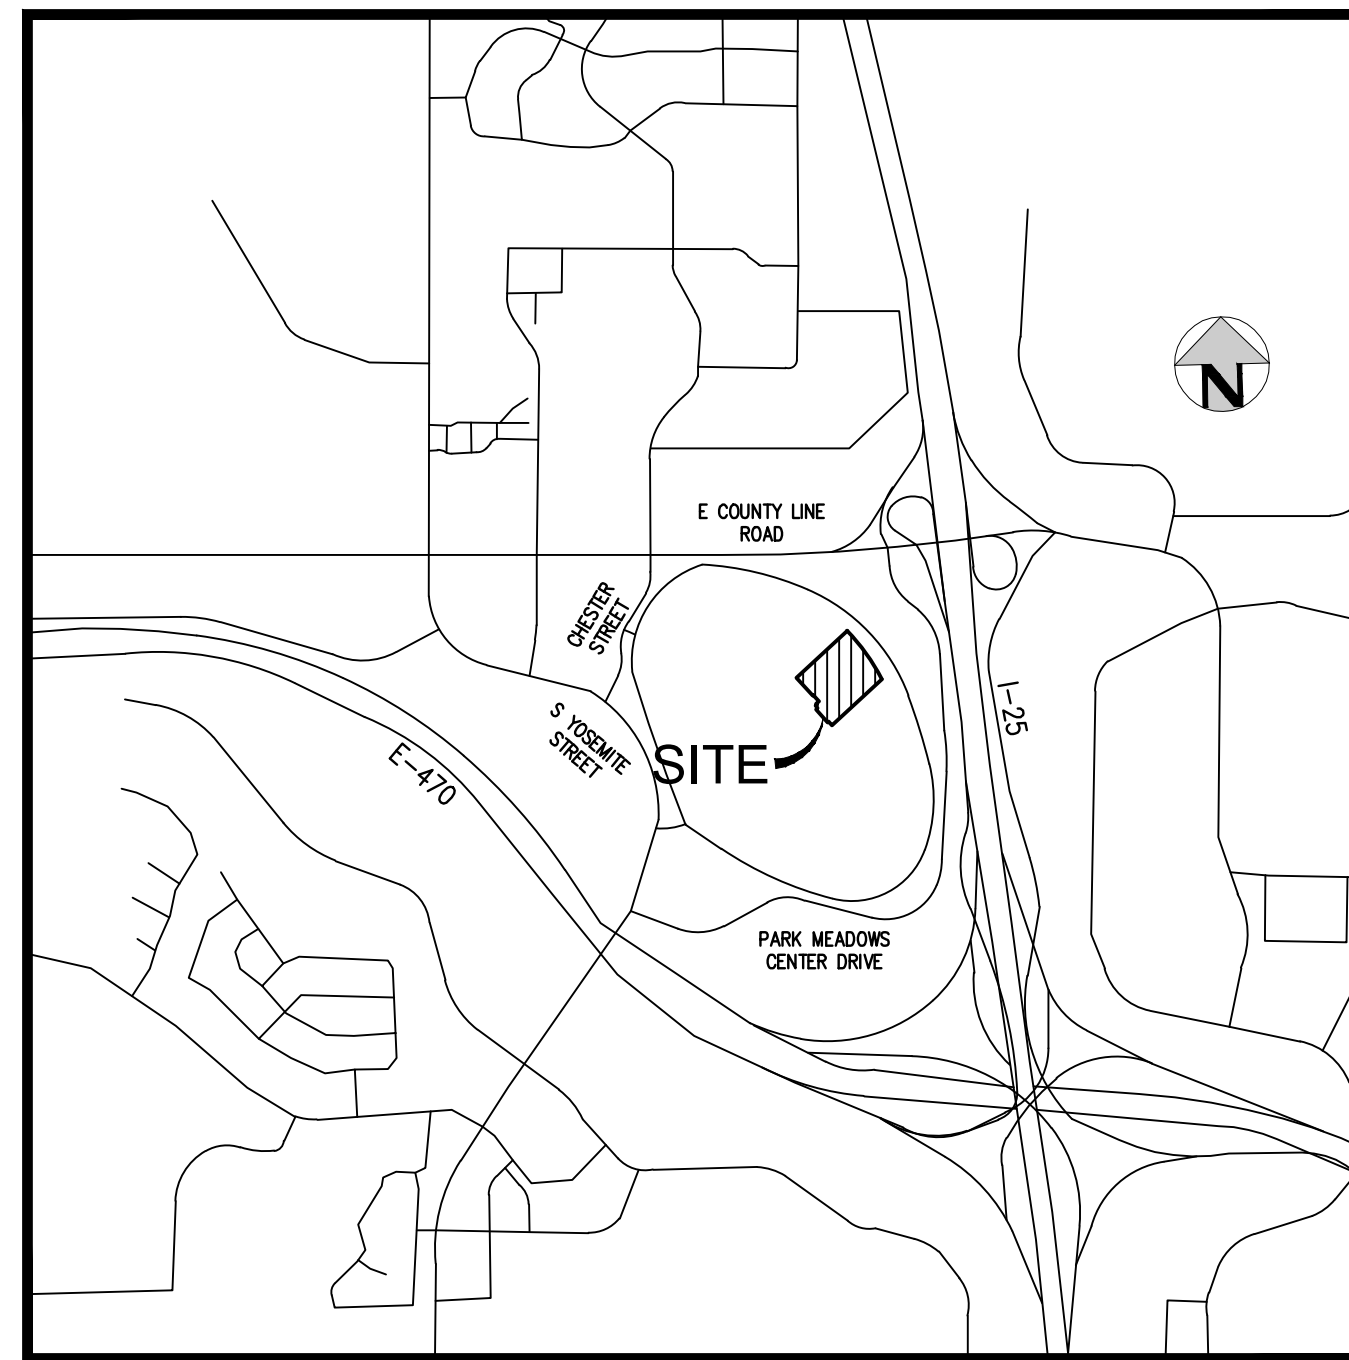 N
E COUNTY LINE
ROAD
CHESTER
STREET
I-25
S YOSEMITE
STREET
SITE
E-470
PARK MEADOWS
CENTER DRIVE